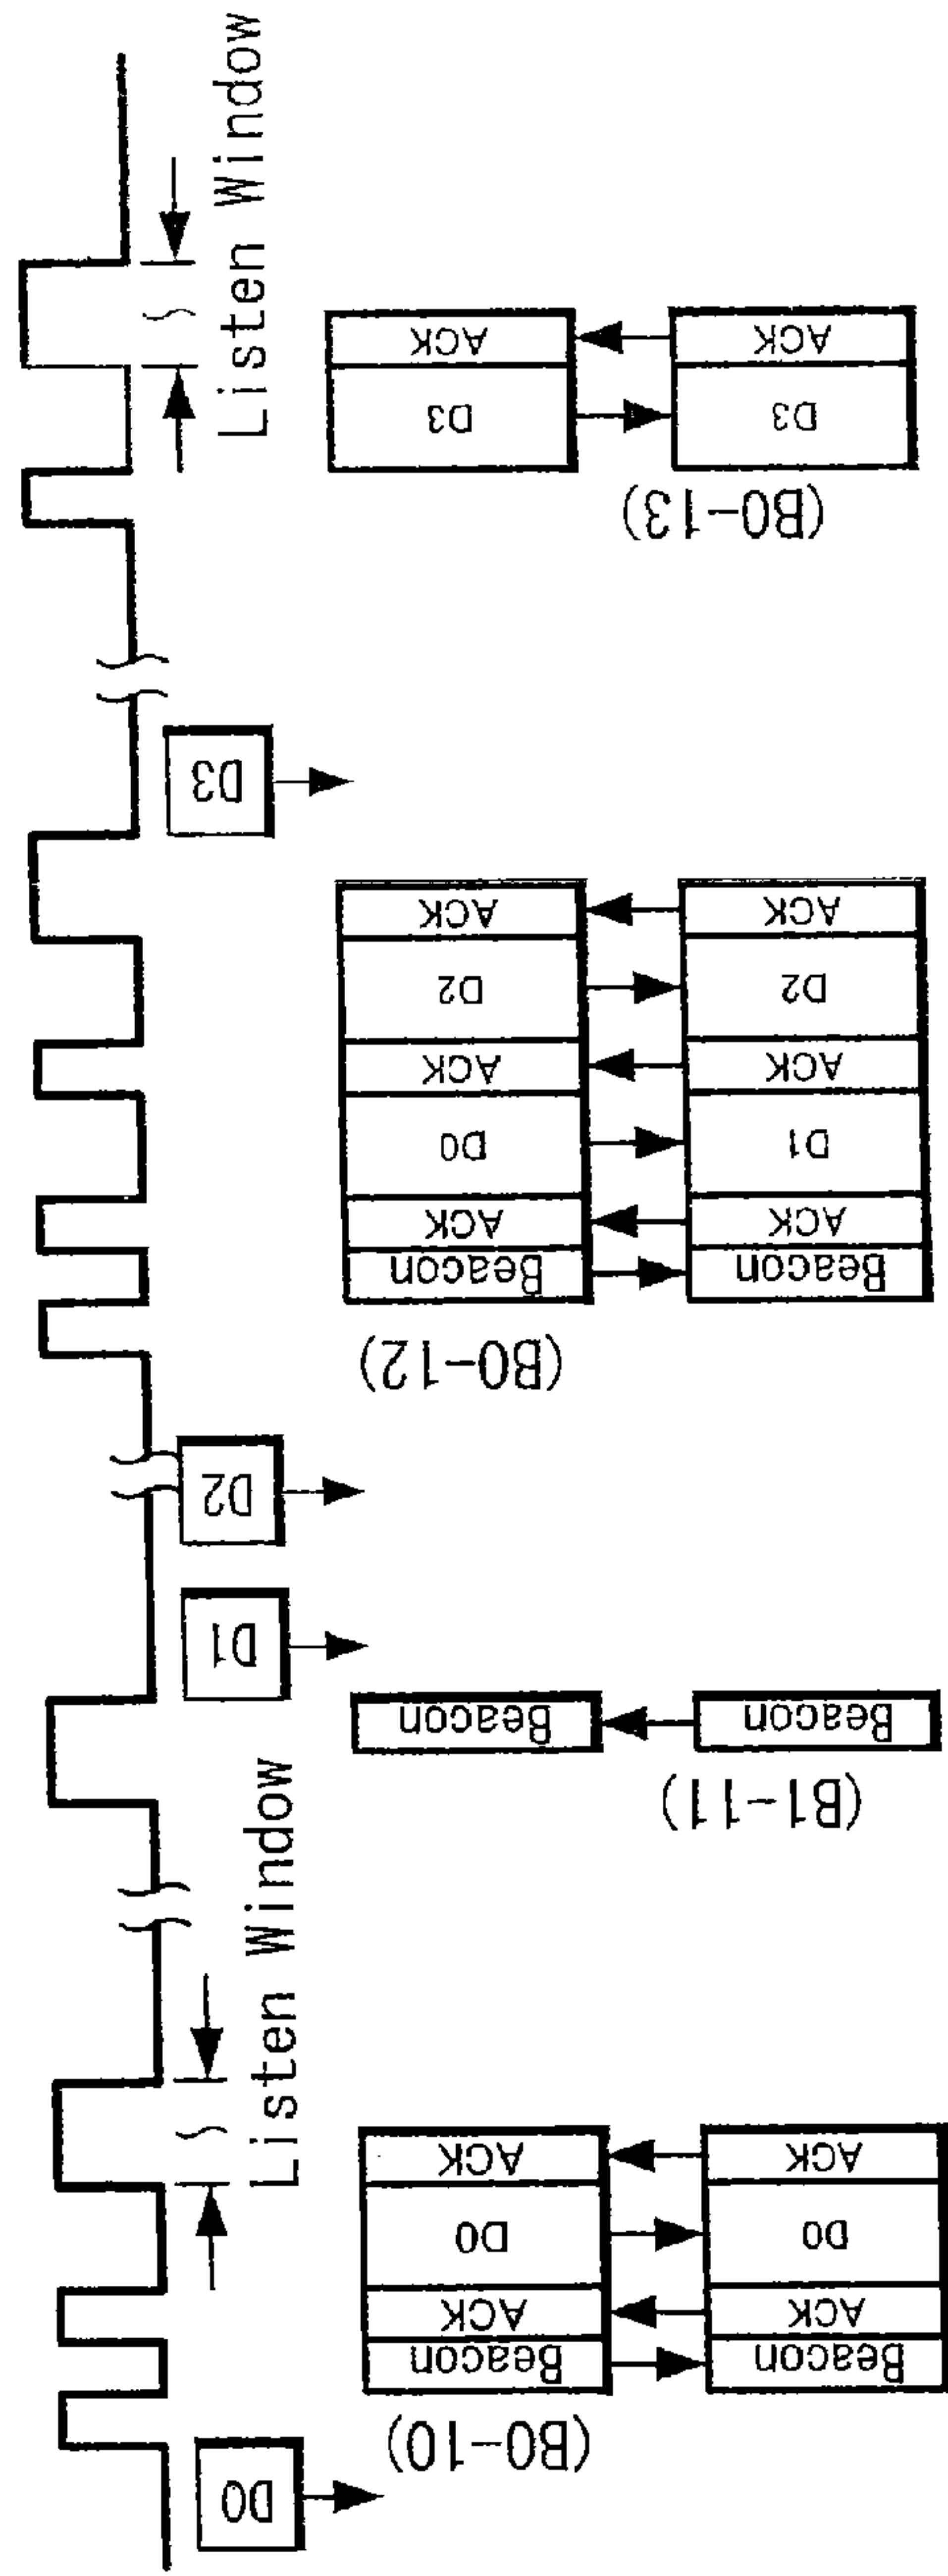 Listen Window
ACK
ACK
D3
D3
(B0-13)
D3
ACK
ACK
D2
D2
ACK
ACK
D0
D1
ACK
ACK
Beacon
Beacon
(B0-12)
D2
D1
Beacon
Beacon
(B1-11)
Listen Window
ACK
ACK
D0
D0
ACK
ACK
Beacon
Beacon
(B0-10)
D0